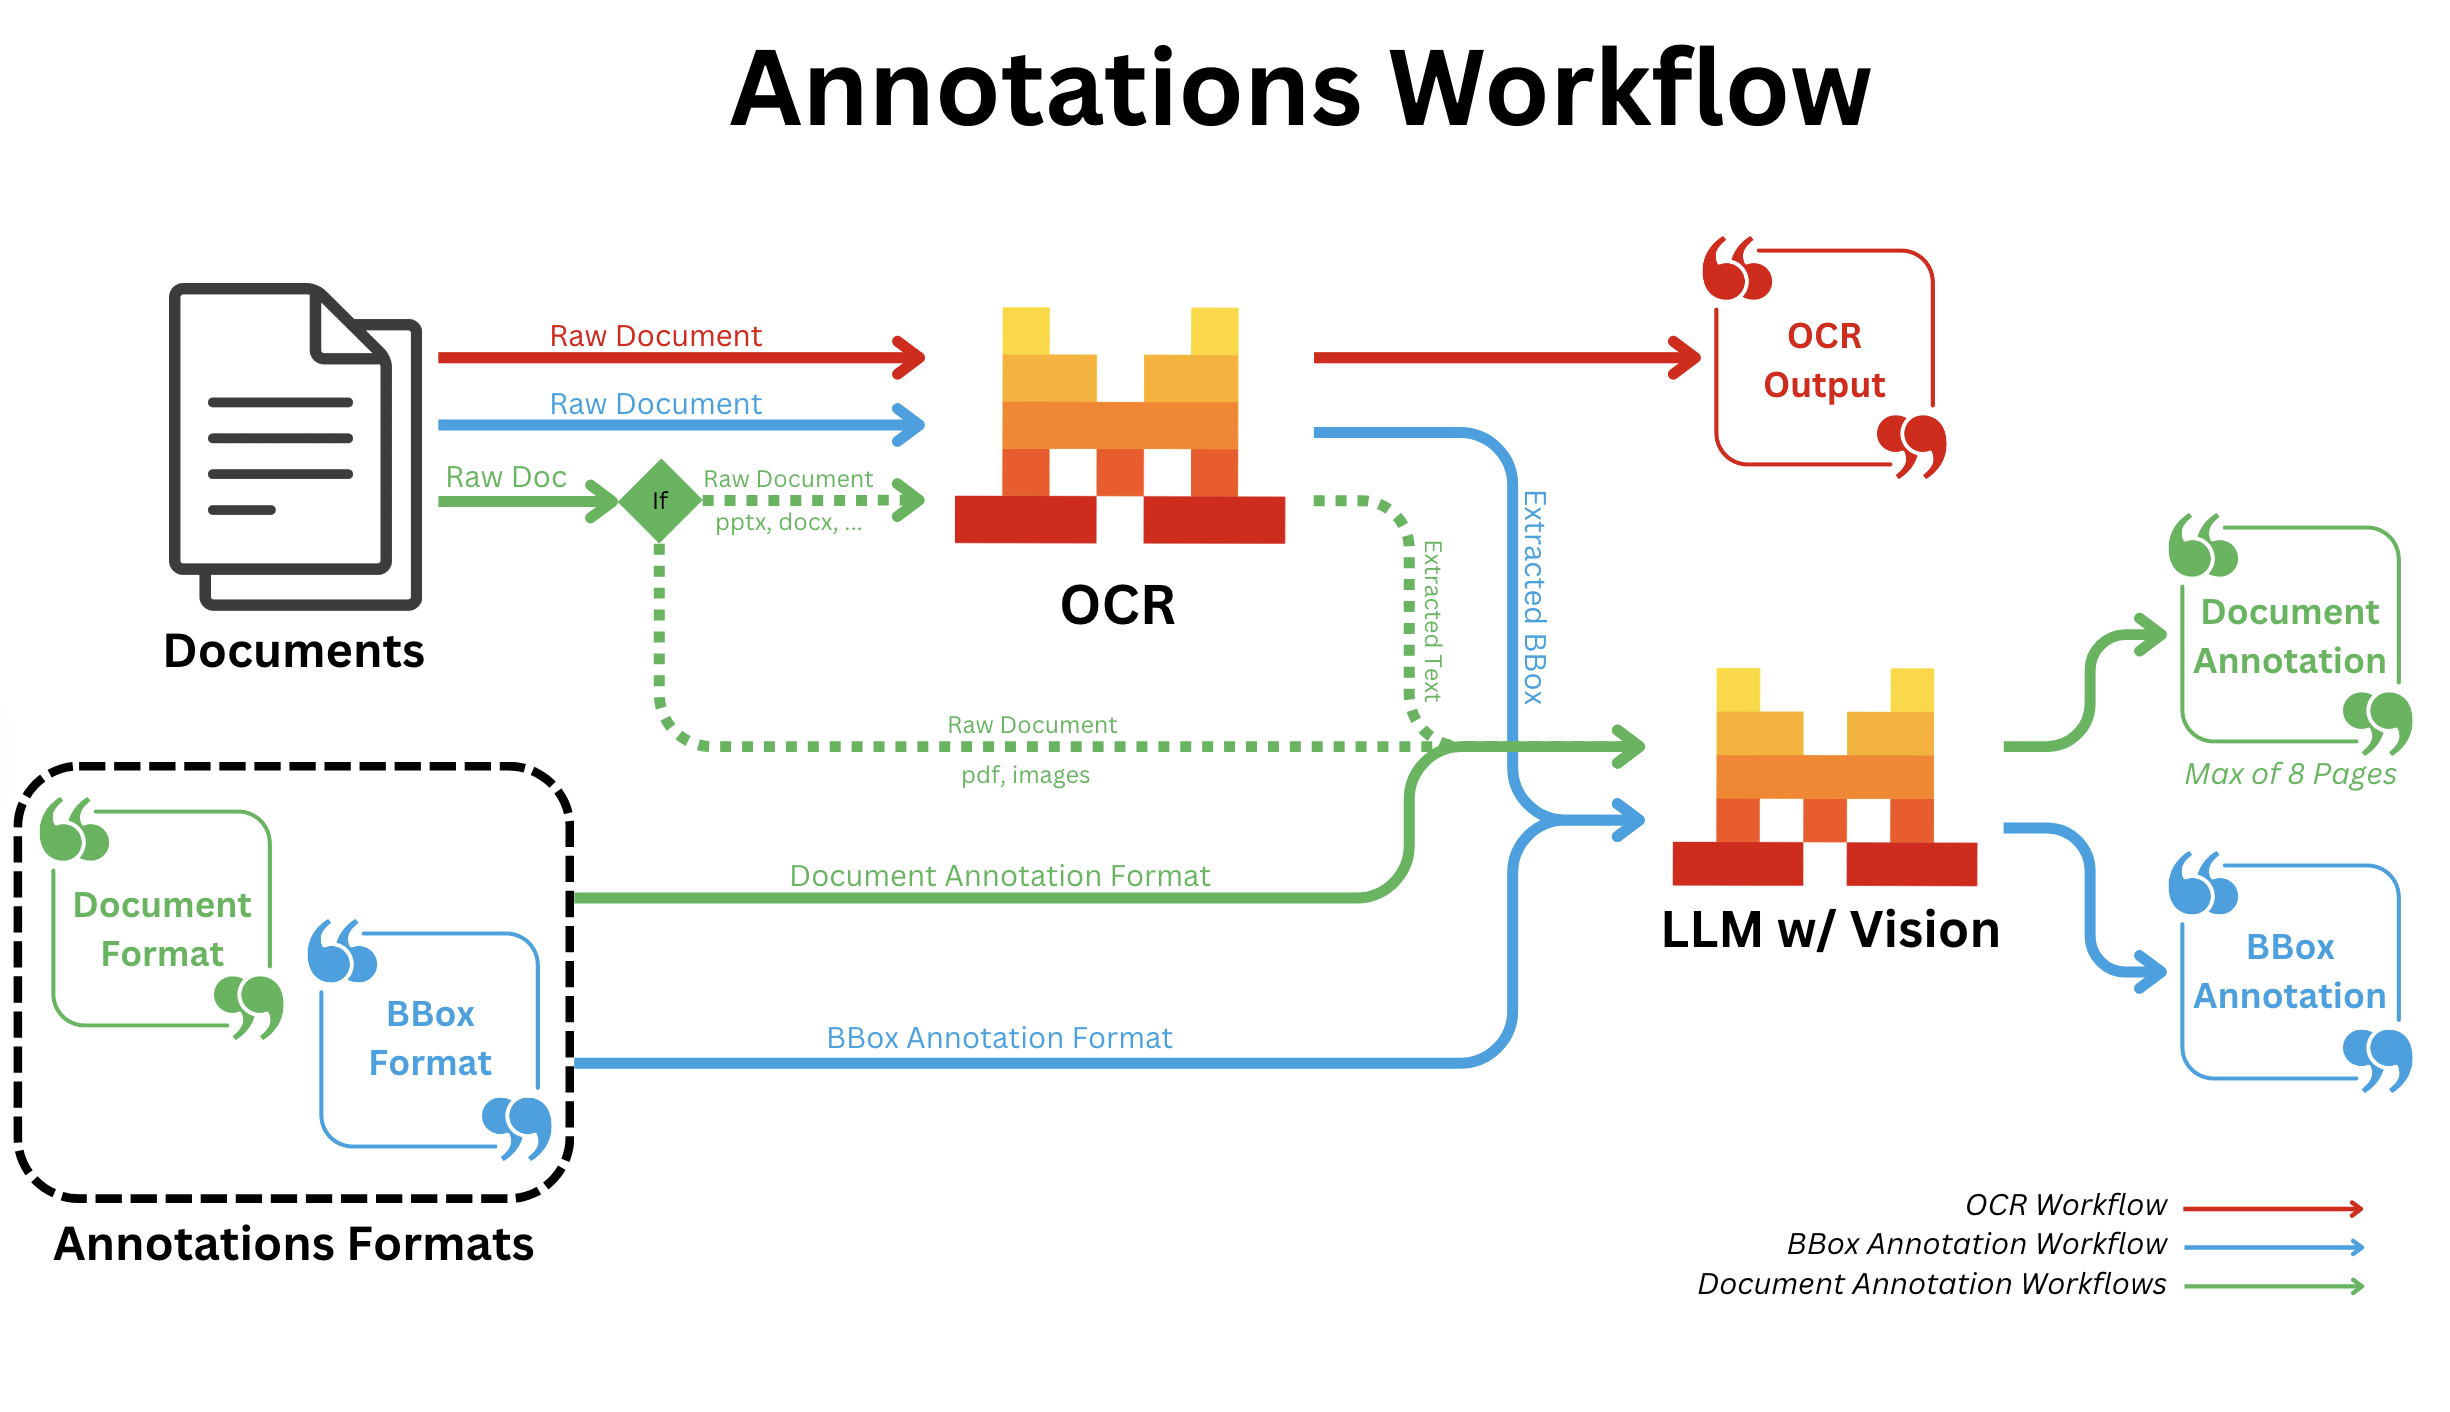 Annotations Workflow
Raw Document
Raw Document
Raw Doc
If
Raw Document
pptx, docx, ...
Documents
OCR
OCR
Output
Extracted Text
Extracted BBox
Raw Document
pdf, images
Document Annotation Format
BBox Annotation Format
Document
Format
BBox
Format
Annotations Formats
LLM w/ Vision
Document
Annotation
Max of 8 Pages
BBox
Annotation
OCR Workflow
BBox Annotation Workflow
Document Annotation Workflows